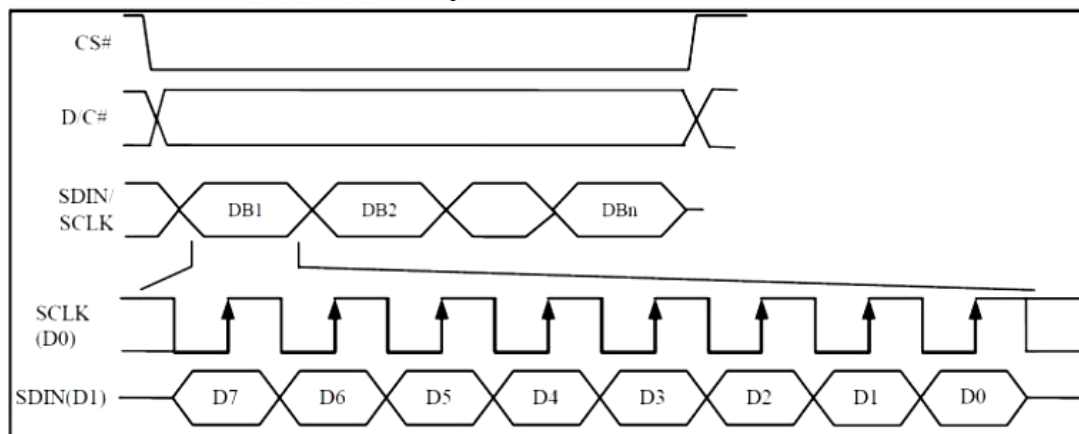 CS#
D/C#
SDIN/
SCLK
DB1 DB2 DBn
SCLK
(D0)
SDIN(D1) D7 D6 D5 D4 D3 D2 D1 D0